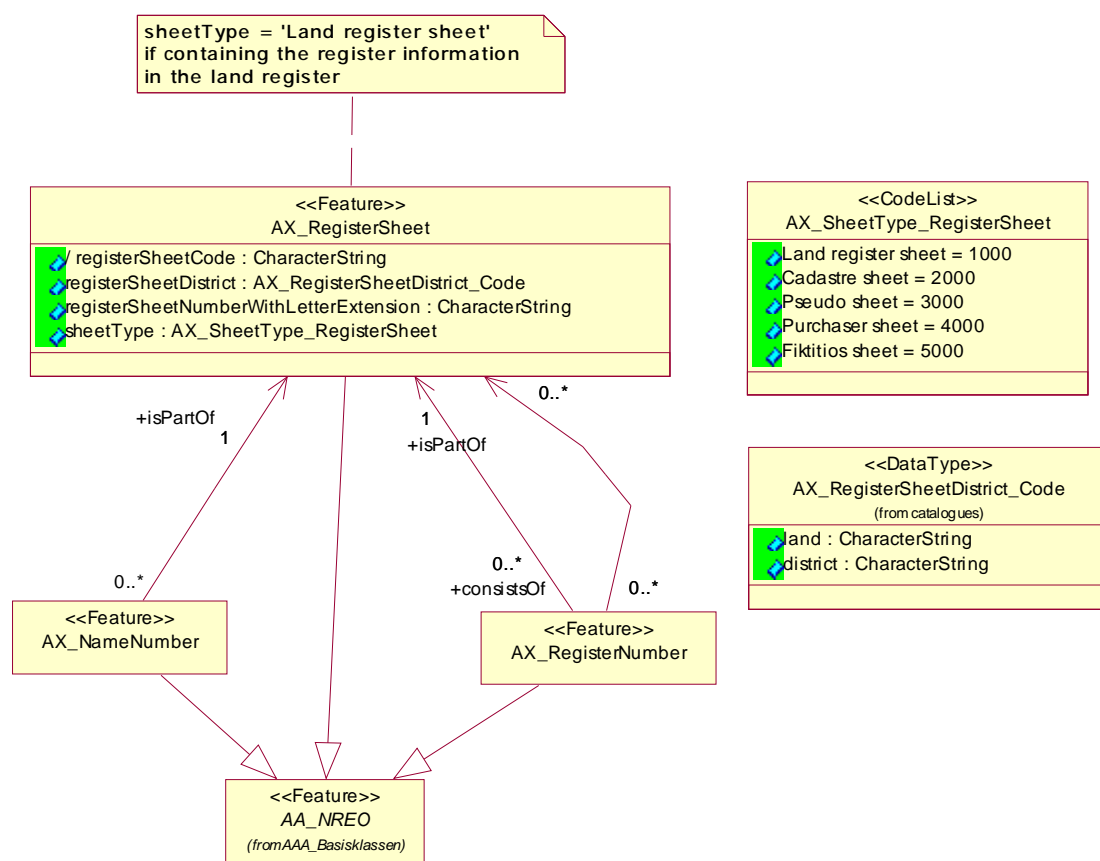 sheetType = 'Land register sheet'
if containing the register information
in the land register
<<Feature>>
AX_RegisterSheet
/ registerSheetCode : CharacterString
registerSheetDistrict : AX_RegisterSheetDistrict_Code
registerSheetNumberWithLetterExtension : CharacterString
sheetType : AX_SheetType_RegisterSheet
<<CodeList>>
AX_SheetType_RegisterSheet
Land register sheet = 1000
Cadastre sheet = 2000
Pseudo sheet = 3000
Purchaser sheet = 4000
Fiktitios sheet = 5000
+isPartOf
1
1
+isPartOf
0..*
<<DataType>>
AX_RegisterSheetDistrict_Code
(from catalogues)
land : CharacterString
district : CharacterString
0..*
0..*
+consistsOf
0..*
<<Feature>>
AX_NameNumber
<<Feature>>
AX_RegisterNumber
<<Feature>>
AA_NREO
(from AAA_Basisklassen)